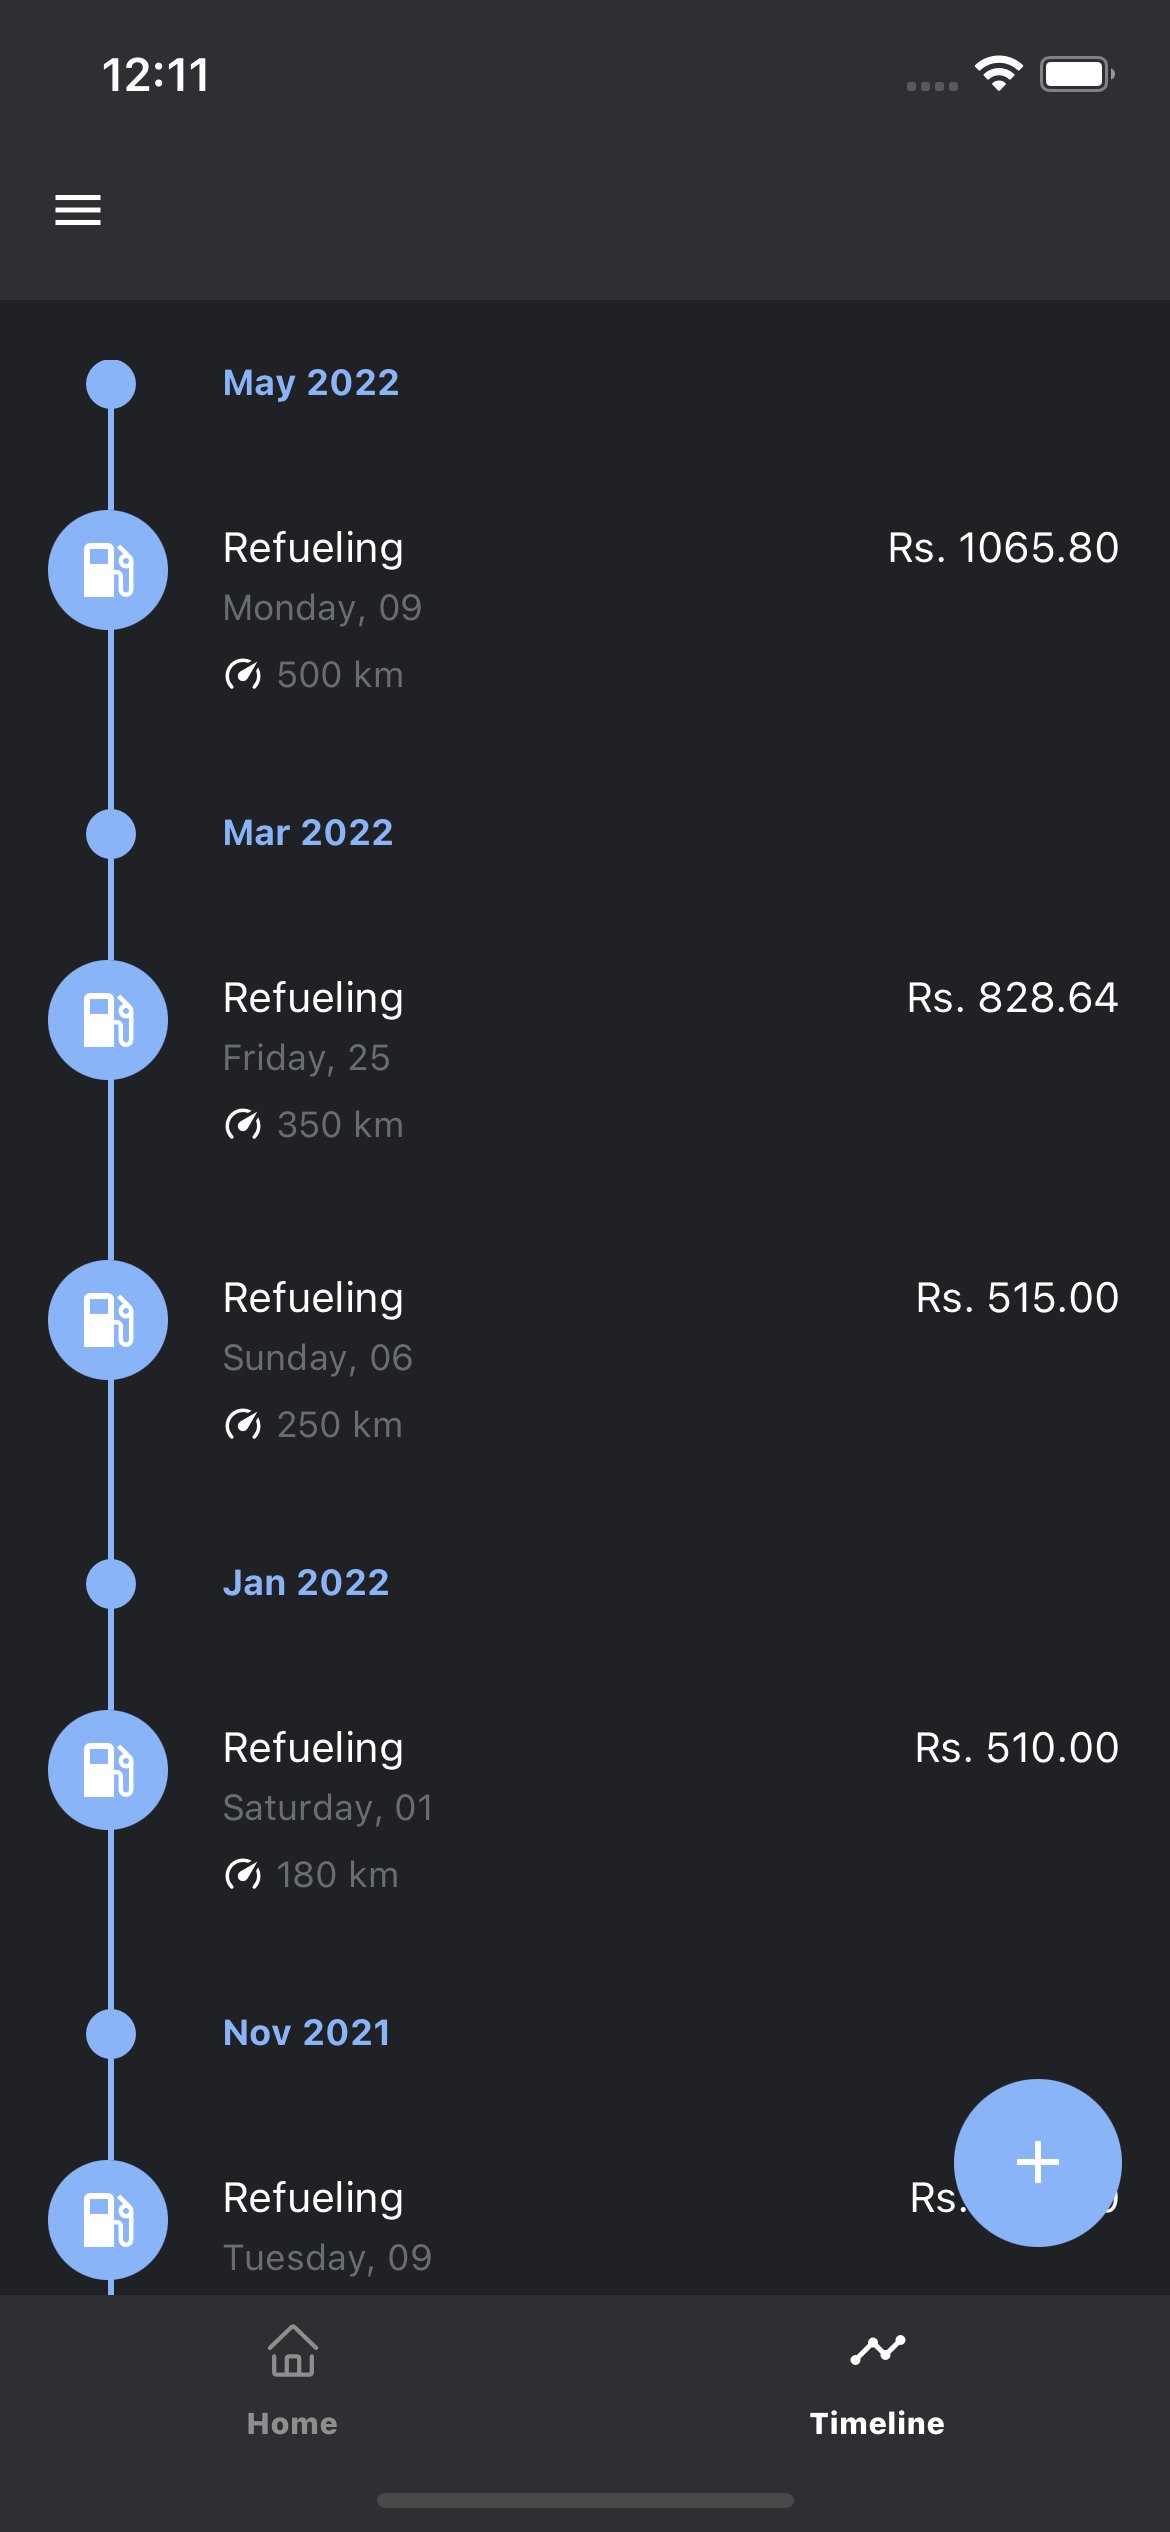 12:11
May 2022
Refueling
Rs. 1065.80
Monday, 09
500 km
Mar 2022
Refueling
Rs. 828.64
Friday, 25
350 km
Refueling
Rs. 515.00
Sunday, 06
250 km
Jan 2022
Refueling
Rs. 510.00
Saturday, 01
180 km
Nov 2021
Refueling
Rs.
Tuesday, 09
Home
Timeline